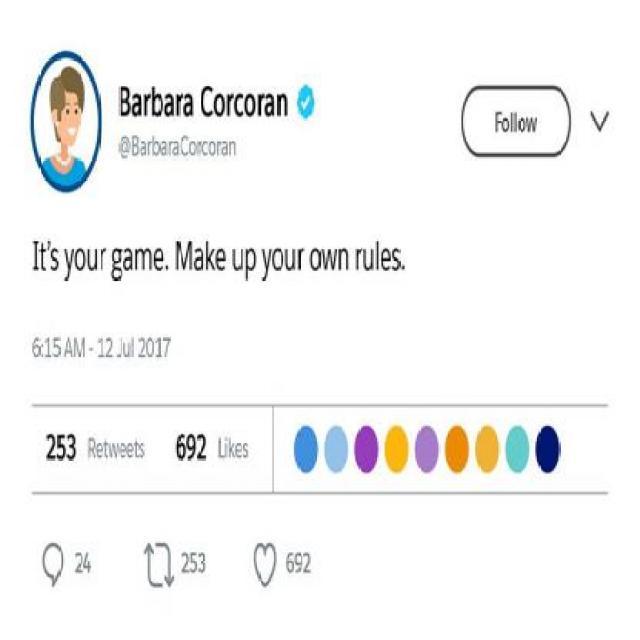 Barbara Corcoran
@BarbaraCorcoran
Follow
It's your game. Make up your own rules.
6:15 AM - 12 Jul 2017
253 Retweets 692 Likes
24 253 692